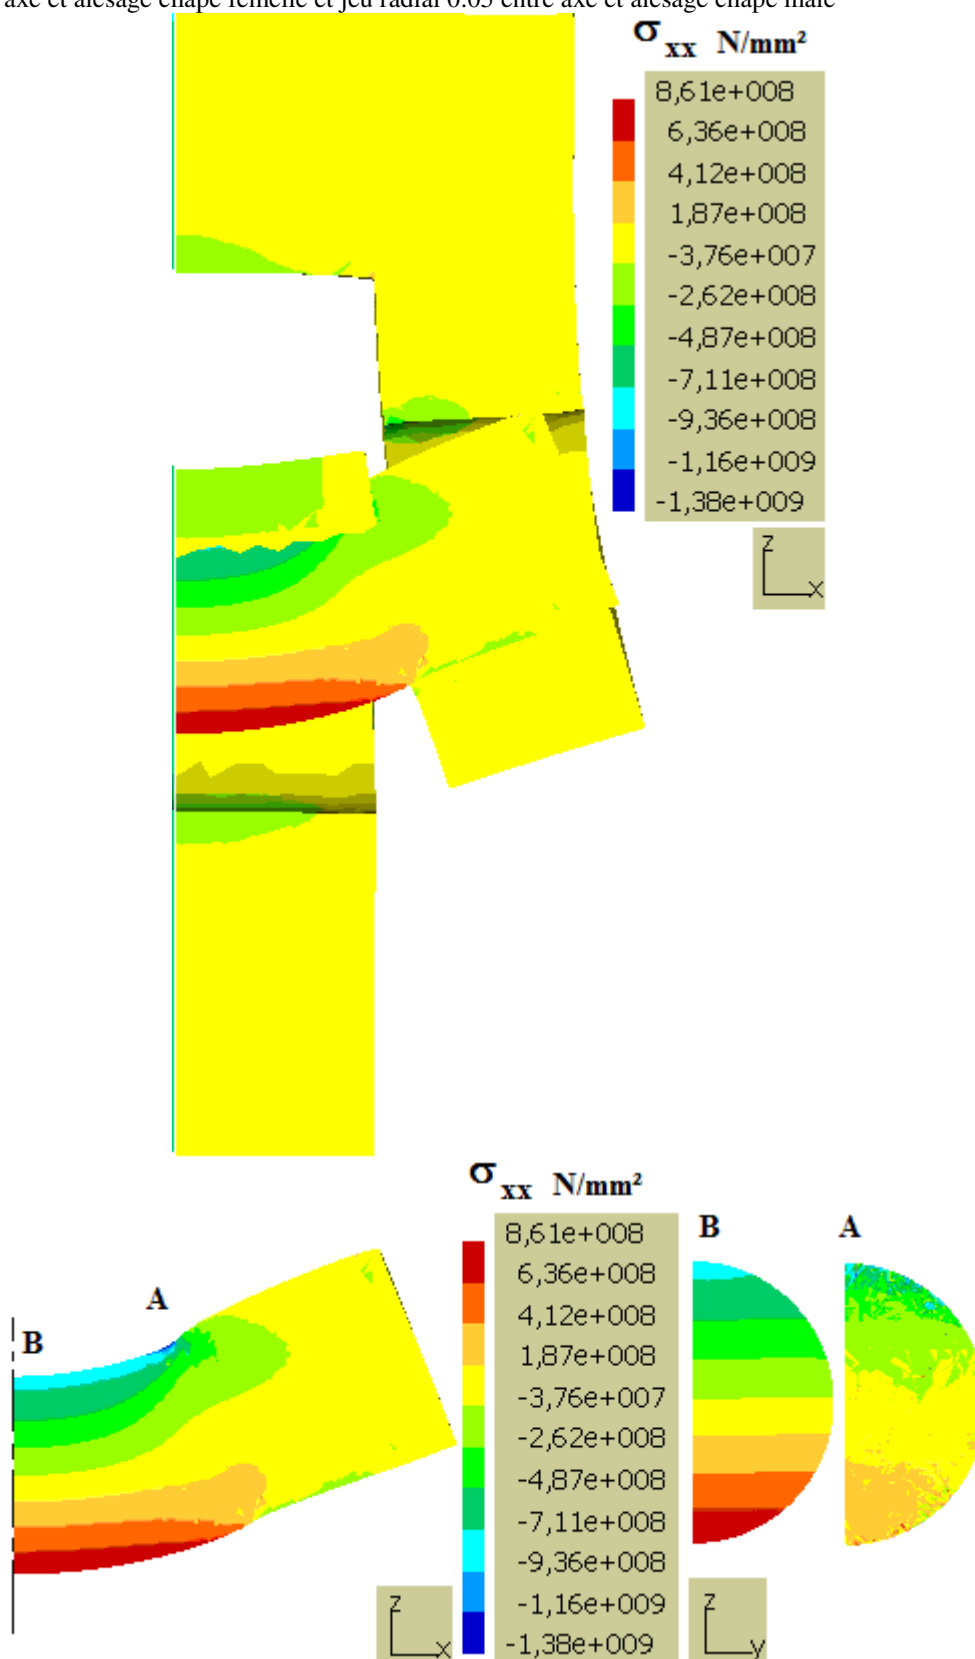 axe et alésage chape femelle et jeu radial 0.05 entre axe et alésage chape mâle
σxx N/mm²
8,61e+008
6,36e+008
4,12e+008
1,87e+008
-3,76e+007
-2,62e+008
-4,87e+008
-7,11e+008
-9,36e+008
-1,16e+009
-1,38e+009
z
x
σxx N/mm²
8,61e+008
6,36e+008
4,12e+008
1,87e+008
-3,76e+007
-2,62e+008
-4,87e+008
-7,11e+008
-9,36e+008
-1,16e+009
-1,38e+009
B
A
A
B
z
x
z
y